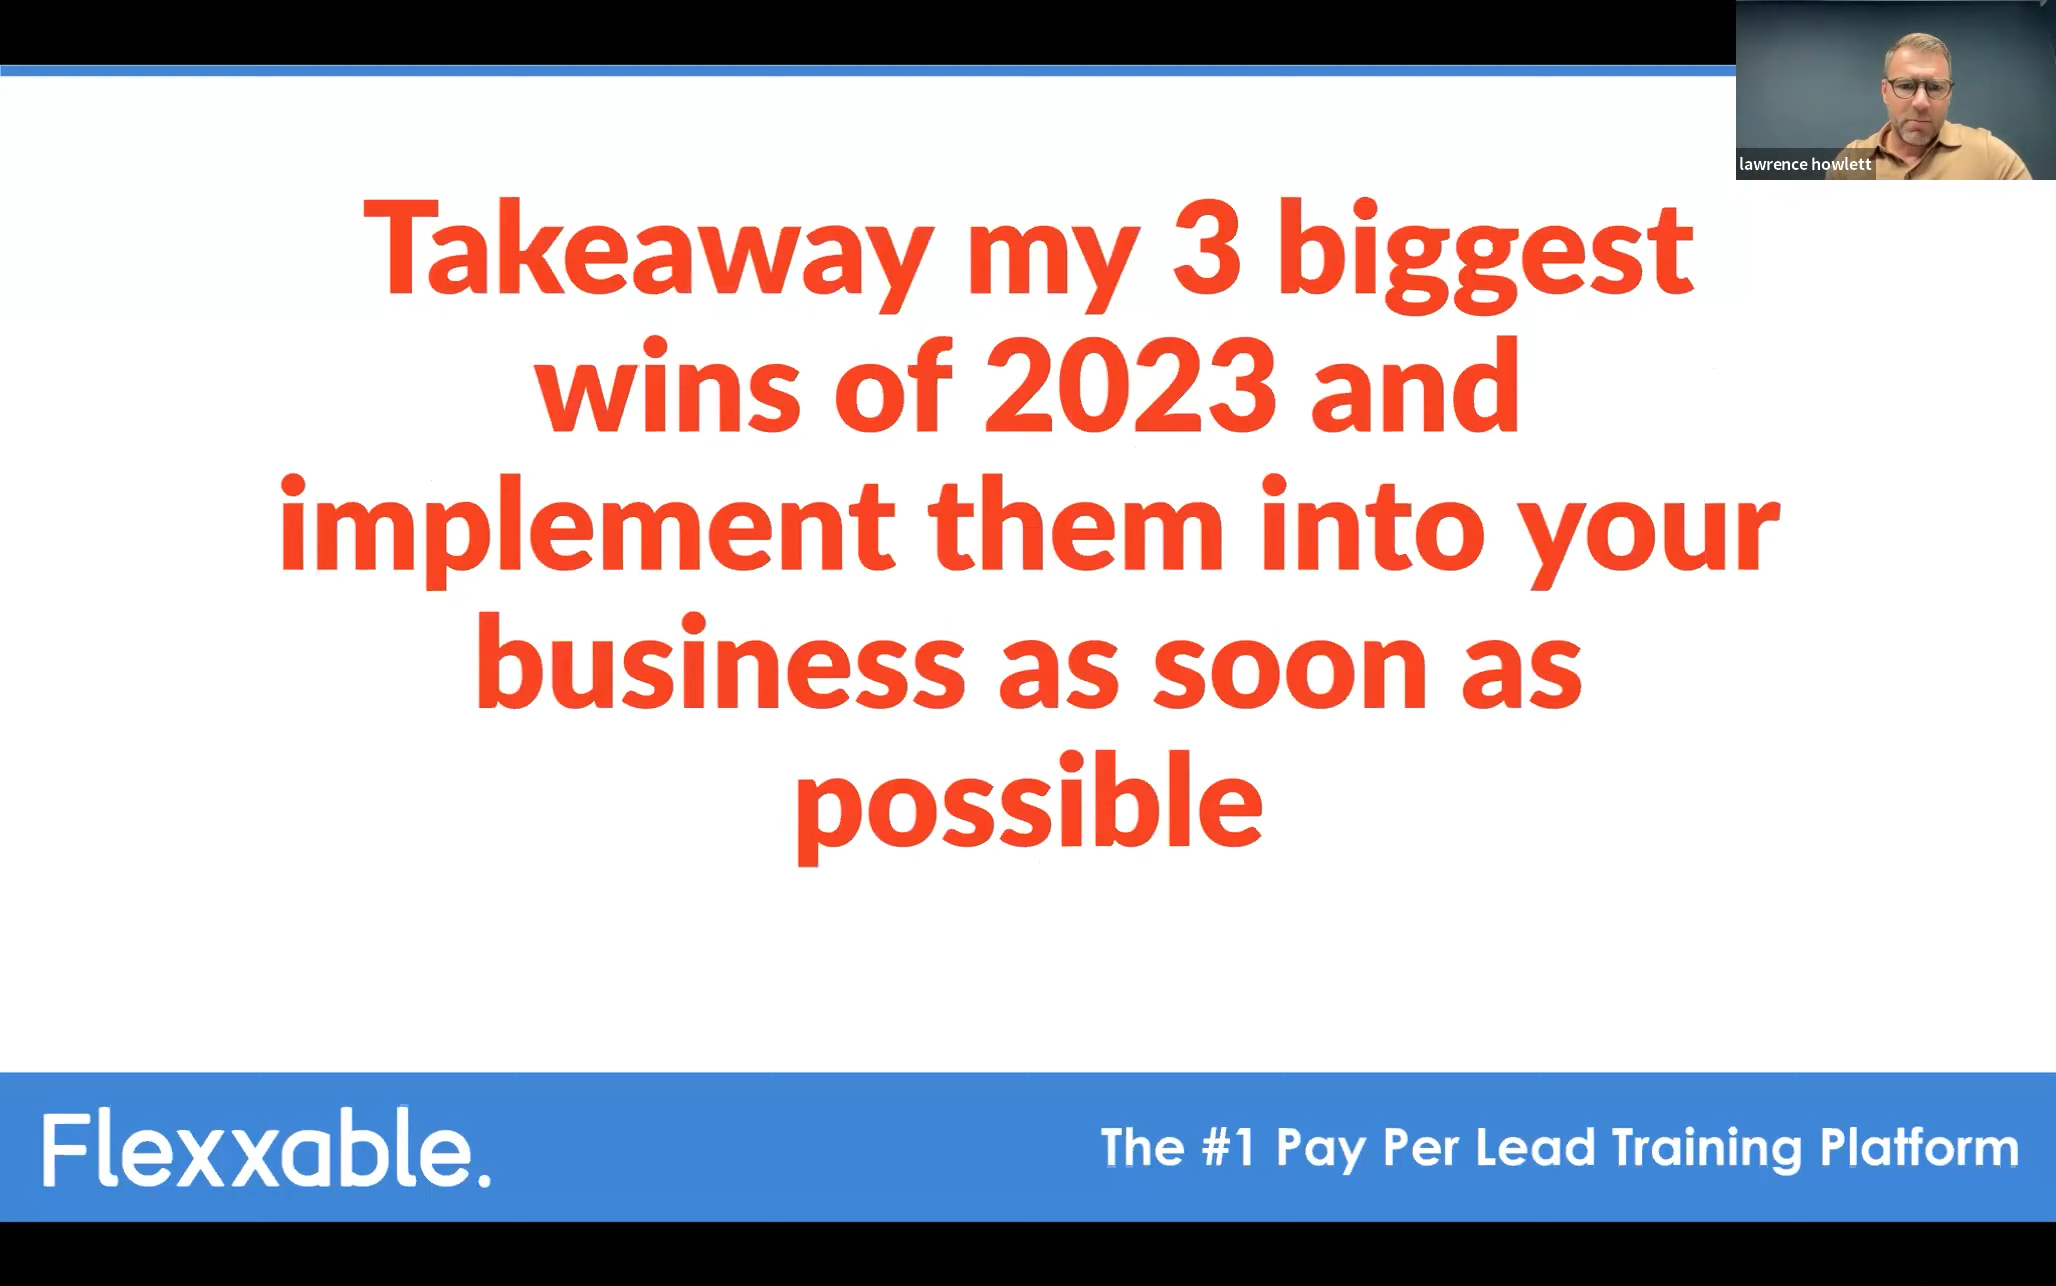 lawrence howlett
Takeaway my 3 biggest
wins of 2023 and
implement them into your
business as soon as
possible
Flexxable.
The #1 Pay Per Lead Training Platform